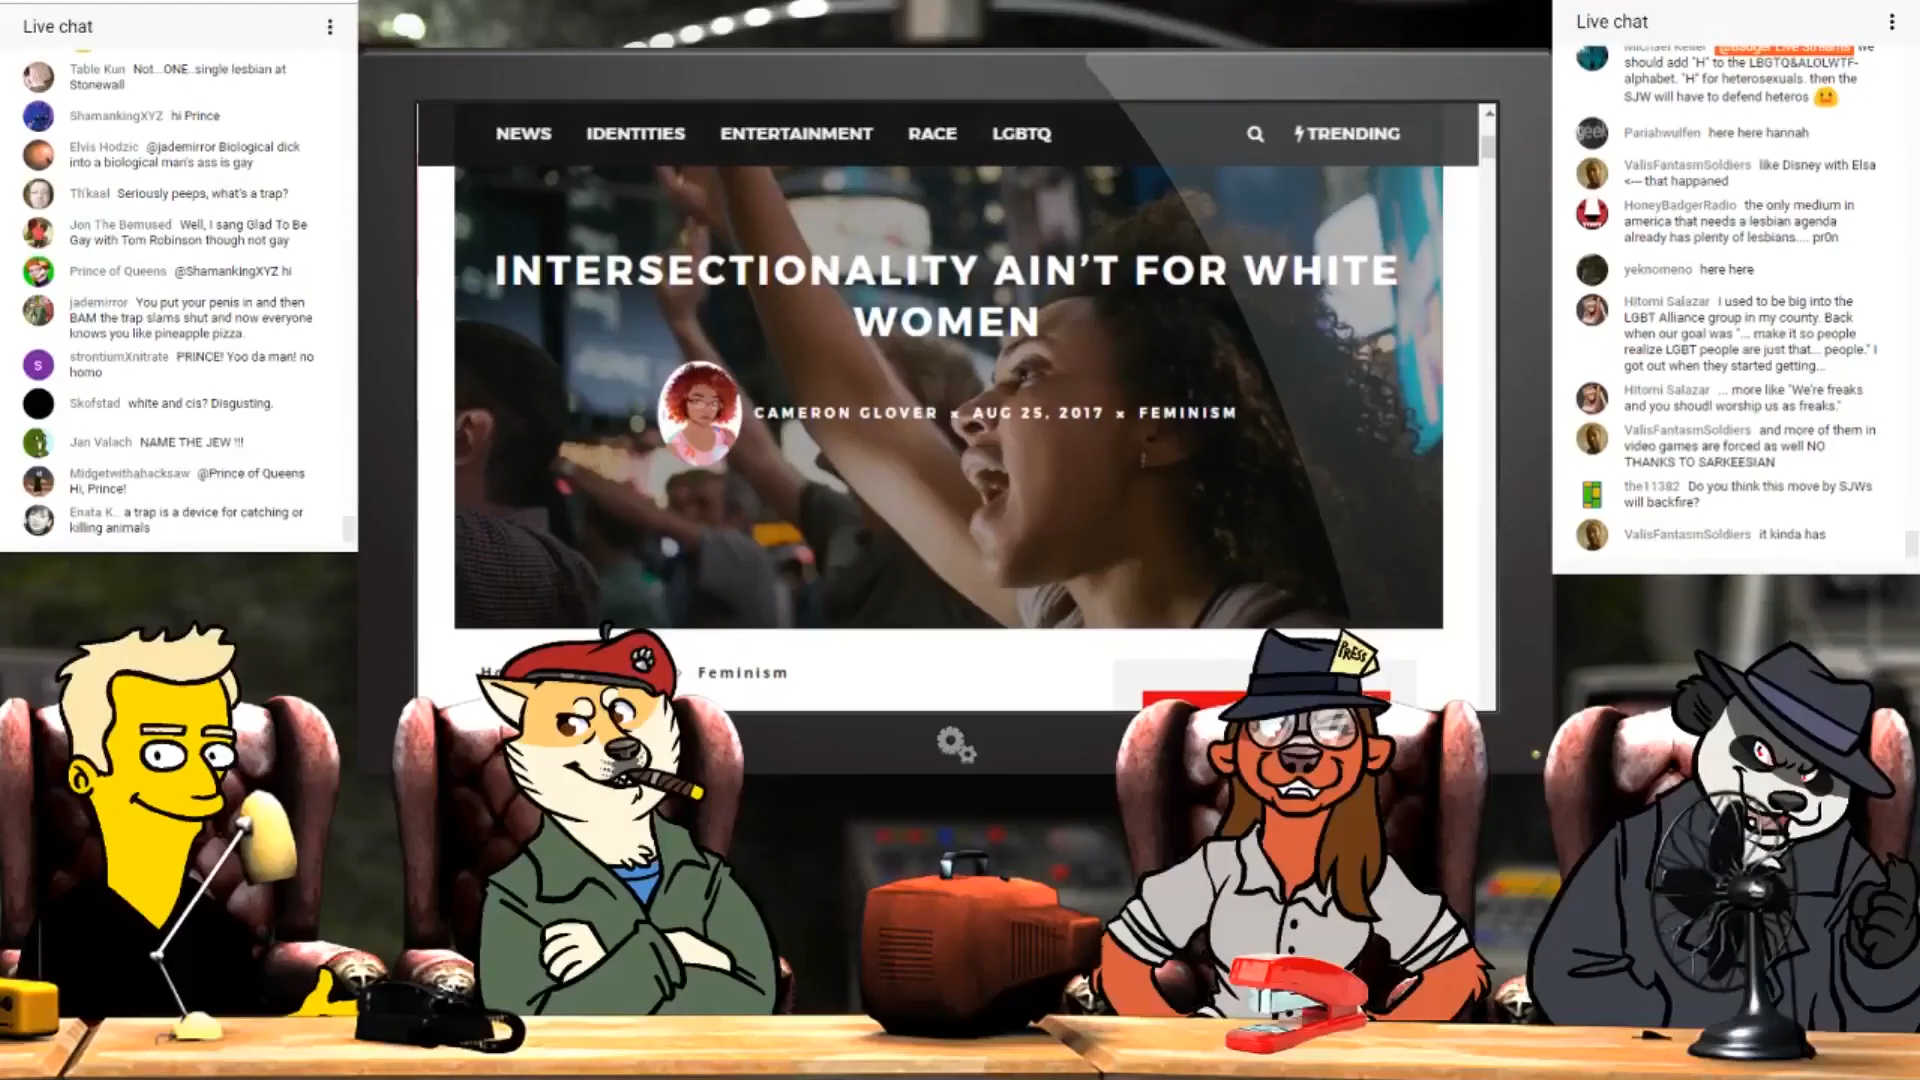 Live chat
Table Kun Not...ONE..single lesbian at
Stonewall
ShamankingXYZ hi Prince
Elvis Hodzic @jademirror Biological dick
into a biological man's ass is gay
Th'kaal Seriously peeps, what's a trap?
Jon The Bemused Well, I sang Glad To Be
Gay with Tom Robinson though not gay
Prince of Queens @ShamankingXYZ hi
jademirror You put your penis in and then
BAM the trap slams shut and now everyone
knows you like pineapple pizza.
S
strontiumXnitrate PRINCE! Yoo da man! no
homo
Skofstad white and cis? Disgusting.
Jan Valach NAME THE JEW !!!
Midgetwithahacksaw @Prince of Queens
Hi, Prince!
Enata K.. a trap is a device for catching or
killing animals
NEWS IDENTITIES ENTERTAINMENT RACE LGBTQ TRENDING
INTERSECTIONALITY AIN'T FOR WHITE
WOMEN
CAMERON GLOVER × AUG 25, 2017 × FEMINISM
Feminism
PRESS
Live chat
Michael Keller @Badger Live Streams we
should add "H" to the LBGTQ&ALOLWTF-
alphabet. "H" for heterosexuals. then the
SJW will have to defend heteros
geek
Pariahwulfen here here hannah
ValisFantasmSoldiers like Disney with Elsa
<--- that happaned
HoneyBadgerRadio the only medium in
america that needs a lesbian agenda
already has plenty of lesbians.... pr0n
yeknomeno here here
Hitomi Salazar I used to be big into the
LGBT Alliance group in my county. Back
when our goal was "... make it so people
realize LGBT people are just that... people." I
got out when they started getting...
Hitomi Salazar ... more like "We're freaks
and you shoudl worship us as freaks."
ValisFantasmSoldiers and more of them in
video games are forced as well NO
THANKS TO SARKEESIAN
the11382 Do you think this move by SJWs
will backfire?
ValisFantasmSoldiers it kinda has